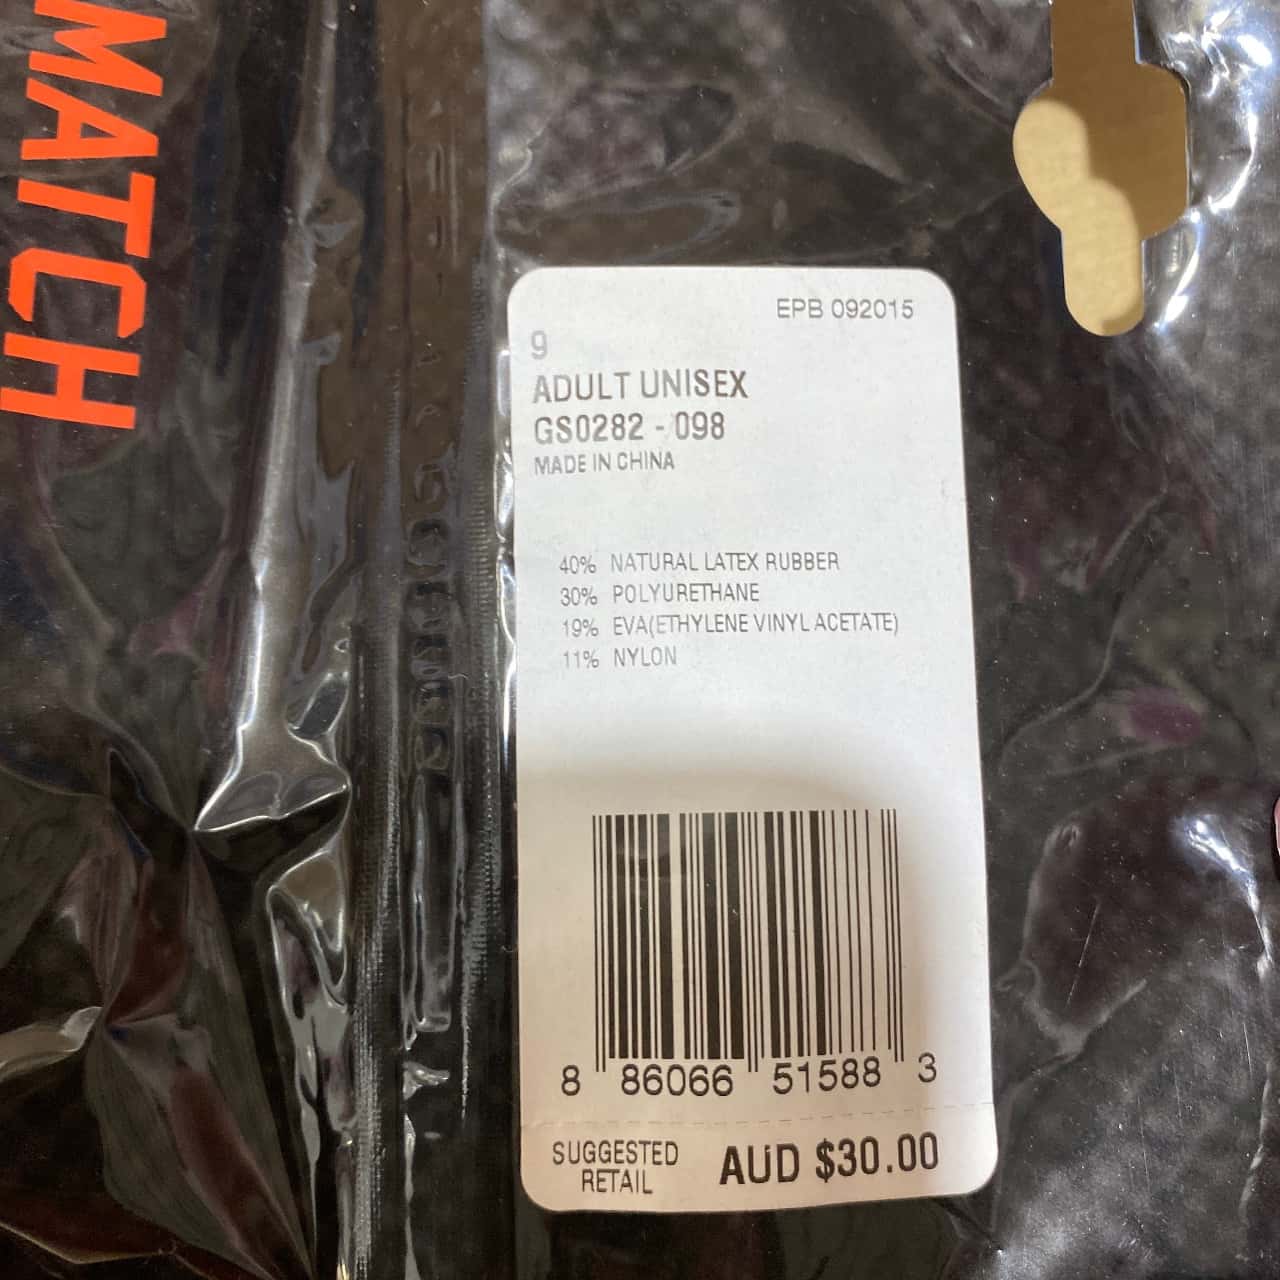 MATCH
EPB 092015
9
ADULT UNISEX
GS0282 - 098
MADE IN CHINA
40% NATURAL LATEX RUBBER
30% POLYURETHANE
19% EVA(ETHYLENE VINYL ACETATE)
11% NYLON
8 86066 51588 3
SUGGESTED
RETAIL
AUD $30.00